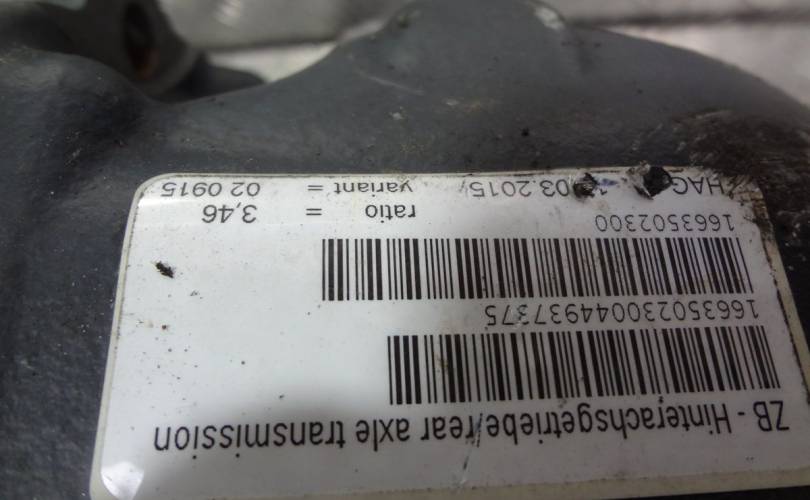 ZB - Hinterachsgetriebe/rear axle transmission
166350230044937375
1663502300
ratio = 3,46
HAG 03.2015/ variant = 02 0915